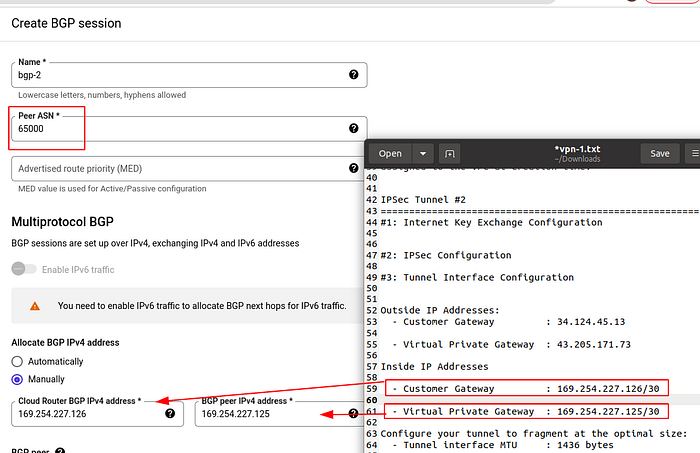 Create BGP session
Name *
bgp-2
Lowercase letters, numbers, hyphens allowed
Peer ASN *
65000
Advertised route priority (MED)
MED value is used for Active/Passive configuration
Multiprotocol BGP
BGP sessions are set up over IPv4, exchanging IPv4 and IPv6 addresses
Enable IPv6 traffic
You need to enable IPv6 traffic to allocate BGP next hops for IPv6 traffic.
Allocate BGP IPv4 address
Automatically
Manually
Cloud Router BGP IPv4 address *
169.254.227.126
BGP peer IPv4 address *
169.254.227.125
BGP peer
Open
*vpn-1.txt
~/Downloads
Save
40
41
42 IPSec Tunnel #2
43 ================================================
44 #1: Internet Key Exchange Configuration
45
46
47 #2: IPSec Configuration
48
49 #3: Tunnel Interface Configuration
50
51
52 Outside IP Addresses:
53 - Customer Gateway : 34.124.45.13
54
55 - Virtual Private Gateway : 43.205.171.73
56
57 Inside IP Addresses
58
59 - Customer Gateway : 169.254.227.126/30
60
61 - Virtual Private Gateway : 169.254.227.125/30
62
63 Configure your tunnel to fragment at the optimal size:
64 - Tunnel interface MTU : 1436 bytes